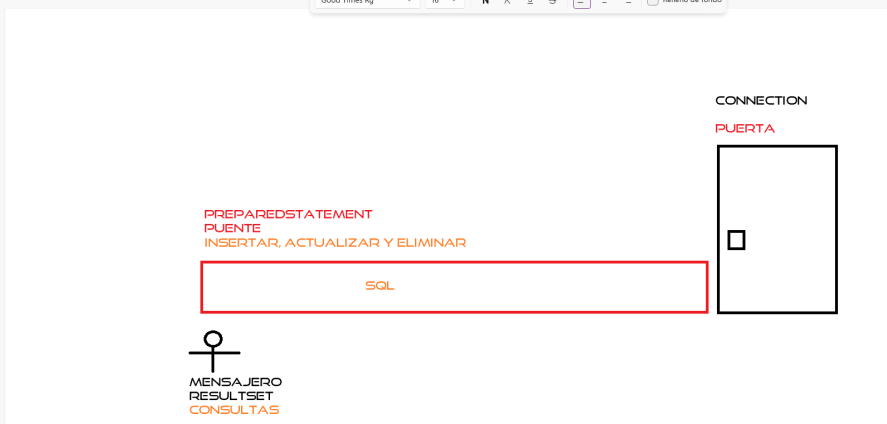 Good Times Rg 16 N K S Relleno de fondo
CONNECTION
PUERTA
PREPAREDSTATEMENT
PUENTE
INSERTAR, ACTUALIZAR Y ELIMINAR
SQL
MENSAJERO
RESULTSET
CONSULTAS